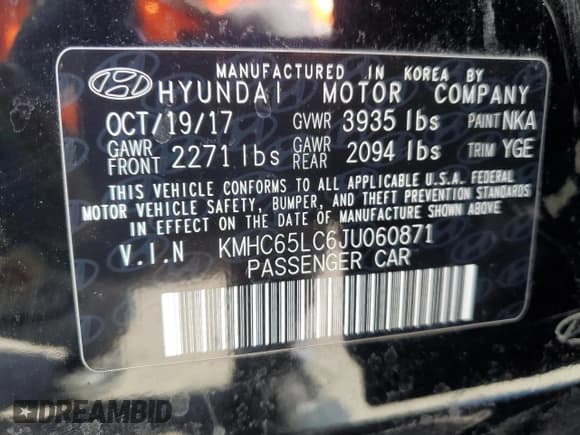 MANUFACTURED IN KOREA BY
HYUNDAI MOTOR COMPANY
OCT/19/17 GVWR 3935 lbs PAINT NKA
GAWR FRONT 2271 lbs GAWR REAR 2094 lbs TRIM YGE
THIS VEHICLE CONFORMS TO ALL APPLICABLE U.S.A. FEDERAL
MOTOR VEHICLE SAFETY, BUMPER, AND THEFT PREVENTION STANDARDS
IN EFFECT ON THE DATE OF MANUFACTURE SHOWN ABOVE
V.I.N KMHC65LC6JU060871
PASSENGER CAR
DREAMBID